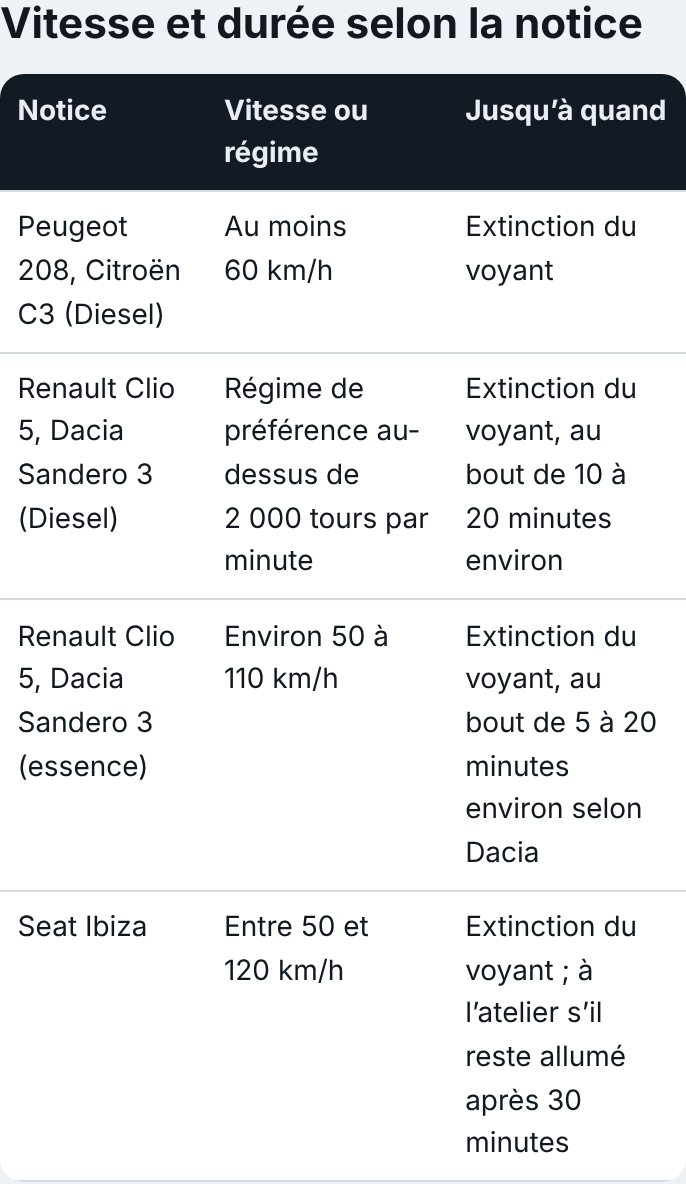 Vitesse et durée selon la notice
Notice
Vitesse ou
régime
Jusqu’à quand
Peugeot
208, Citroën
C3 (Diesel)
Au moins
60 km/h
Extinction du
voyant
Renault Clio
5, Dacia
Sandero 3
(Diesel)
Régime de
préférence au-
dessus de
2 000 tours par
minute
Extinction du
voyant, au
bout de 10 à
20 minutes
environ
Renault Clio
5, Dacia
Sandero 3
(essence)
Environ 50 à
110 km/h
Extinction du
voyant, au
bout de 5 à 20
minutes
environ selon
Dacia
Seat Ibiza
Entre 50 et
120 km/h
Extinction du
voyant ; à
l’atelier s’il
reste allumé
après 30
minutes